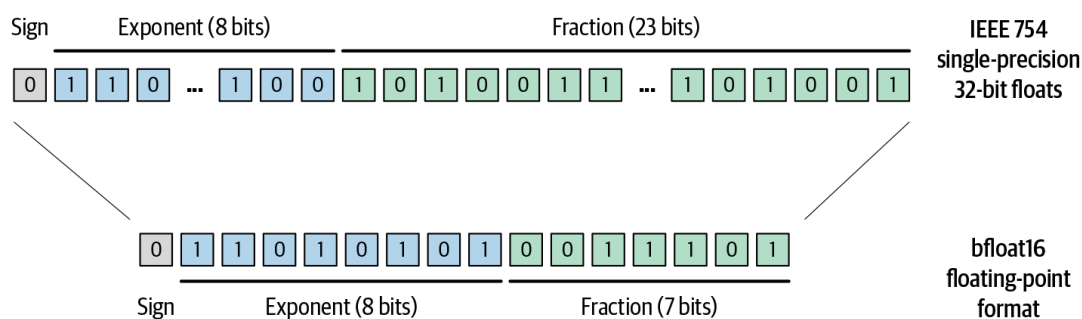 Sign Exponent (8 bits) Fraction (23 bits) IEEE 754
single-precision
32-bit floats
0 1 1 0 ... 1 0 0 1 0 1 0 0 1 1 ... 1 0 1 0 0 1
0 1 1 0 1 0 1 0 1 0 0 1 1 1 0 1
Sign Exponent (8 bits) Fraction (7 bits)
bfloat16
floating-point
format